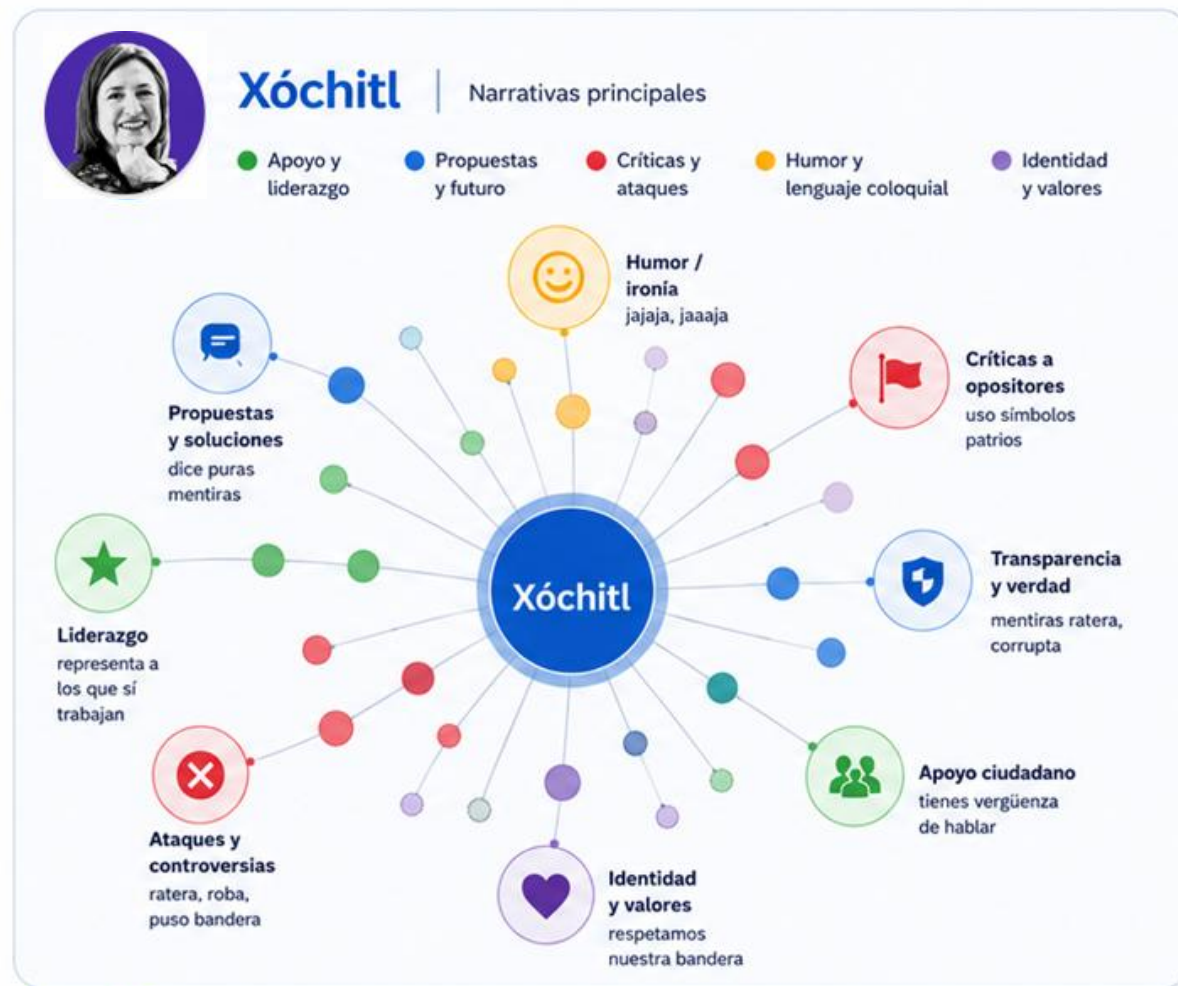 Xóchitl
Narrativas principales
Apoyo y
liderazgo
Propuestas
y futuro
Críticas y
ataques
Humor y
lenguaje coloquial
Identidad
y valores
Humor /
ironía
jajaja, jaaaja
Críticas a
opositores
uso símbolos
patrios
Propuestas
y soluciones
dice puras
mentiras
Transparencia
y verdad
mentiras ratera,
corrupta
Xóchitl
Liderazgo
representa a
los que sí
trabajan
Apoyo ciudadano
tienes vergüenza
de hablar
Ataques y
controversias
ratera, roba,
puso bandera
Identidad
y valores
respetamos
nuestra bandera